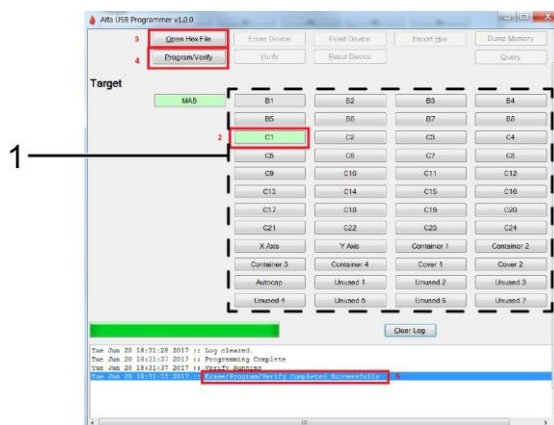 Alfa USB Programmer v1.0.0
3 Open Hex File Erase Device Read Device Export Hex Dump Memory
4 Program/Verify Verify Reset Device Query
Target
MAB B1 B2 B3 B4
B5 B6 B7 B8
2 C1 C2 C3 C4
1 C5 C6 C7 C8
C9 C10 C11 C12
C13 C14 C15 C16
C17 C18 C19 C20
C21 C22 C23 C24
X Axis Y Axis Container 1 Container 2
Container 3 Container 4 Cover 1 Cover 2
Autocap Unused 1 Unused 2 Unused 3
Unused 4 Unused 5 Unused 6 Unused 7
Clear Log
Tue Jun 20 18:31:28 2017 :: Log cleared.
Tue Jun 20 18:31:37 2017 :: Programming Complete
Tue Jun 20 18:31:37 2017 :: Verify Running
Tue Jun 20 18:31:55 2017 :: Erase/Program/Verify Completed Successfully 5